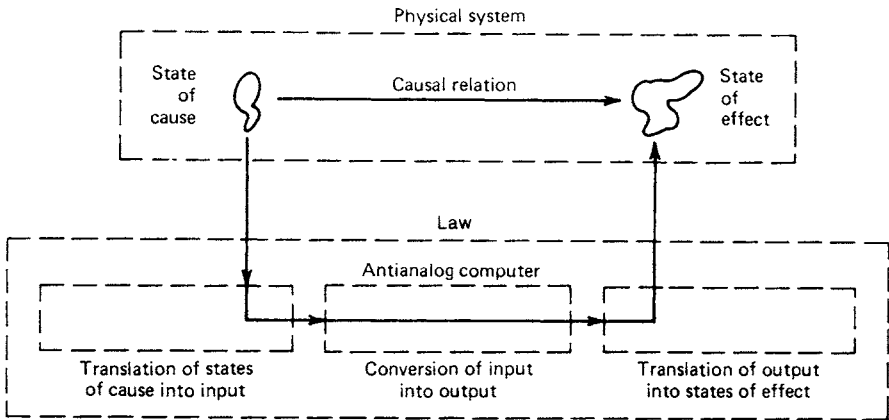 Physical system
State
of
cause
Causal relation
State
of
effect
Law
Antianalog computer
Translation of states
of cause into input
Conversion of input
into output
Translation of output
into states of effect